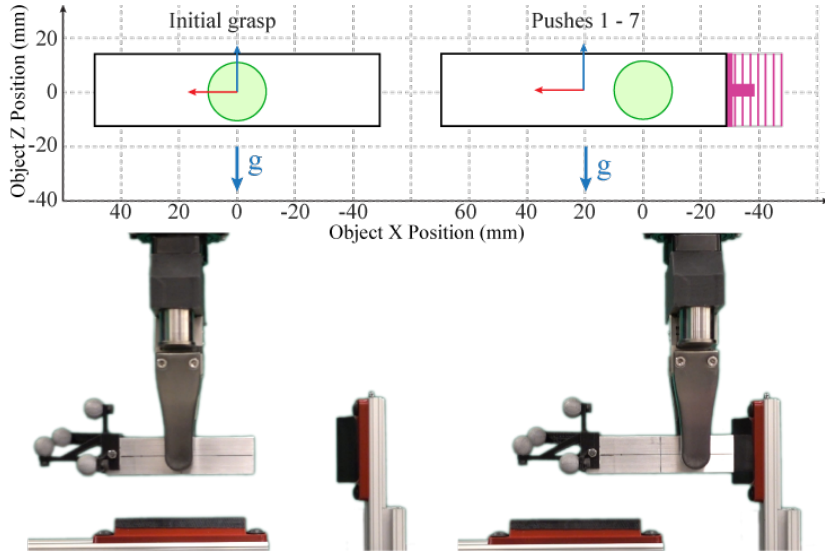 Initial grasp
Pushes 1 - 7
Object Z Position (mm)
20
0
-20
-40
g
g
40 20 0 -20 -40 60 40 20 0 -20 -40
Object X Position (mm)